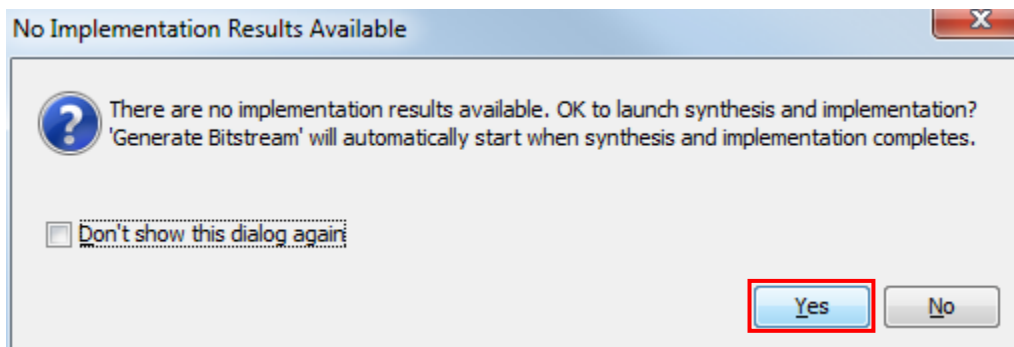 No Implementation Results Available
There are no implementation results available. OK to launch synthesis and implementation?
'Generate Bitstream' will automatically start when synthesis and implementation completes.
Don't show this dialog again
Yes No